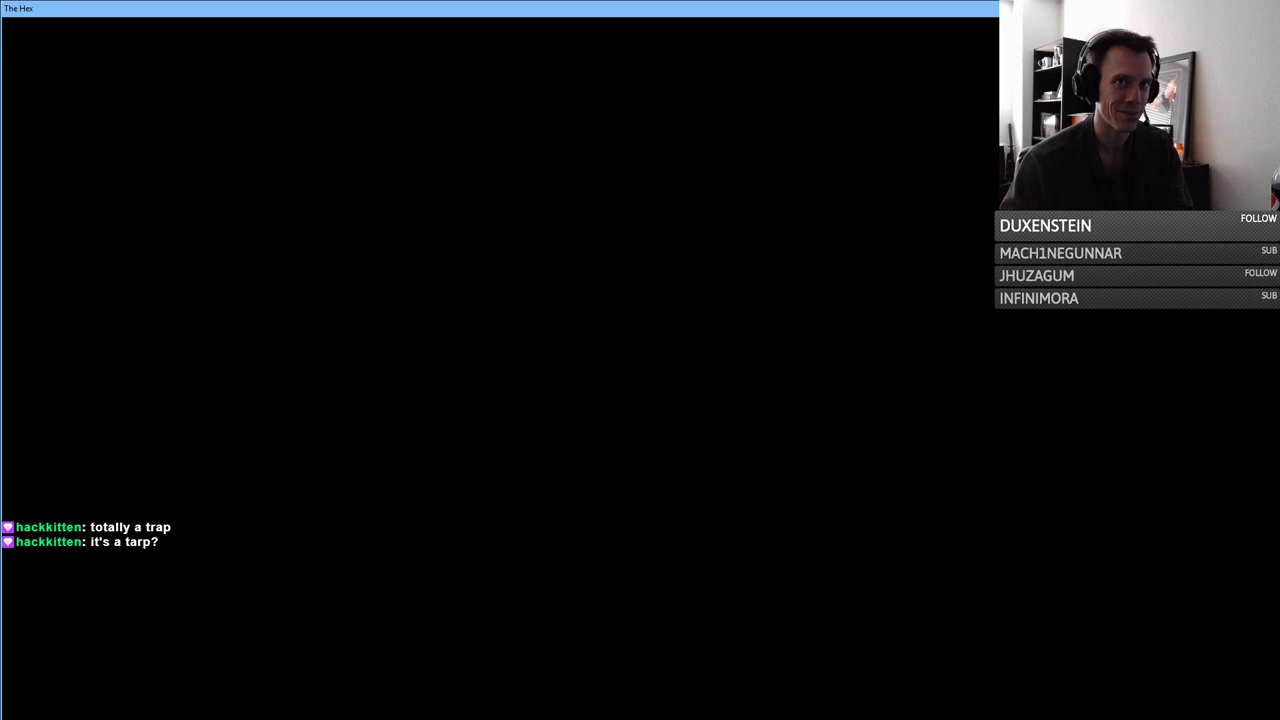 The Hex
DUXENSTEIN FOLLOW
MACH1NEGUNNAR SUB
JHUZAGUM FOLLOW
INFINIMORA SUB
hackkitten: totally a trap
hackkitten: it's a tarp?